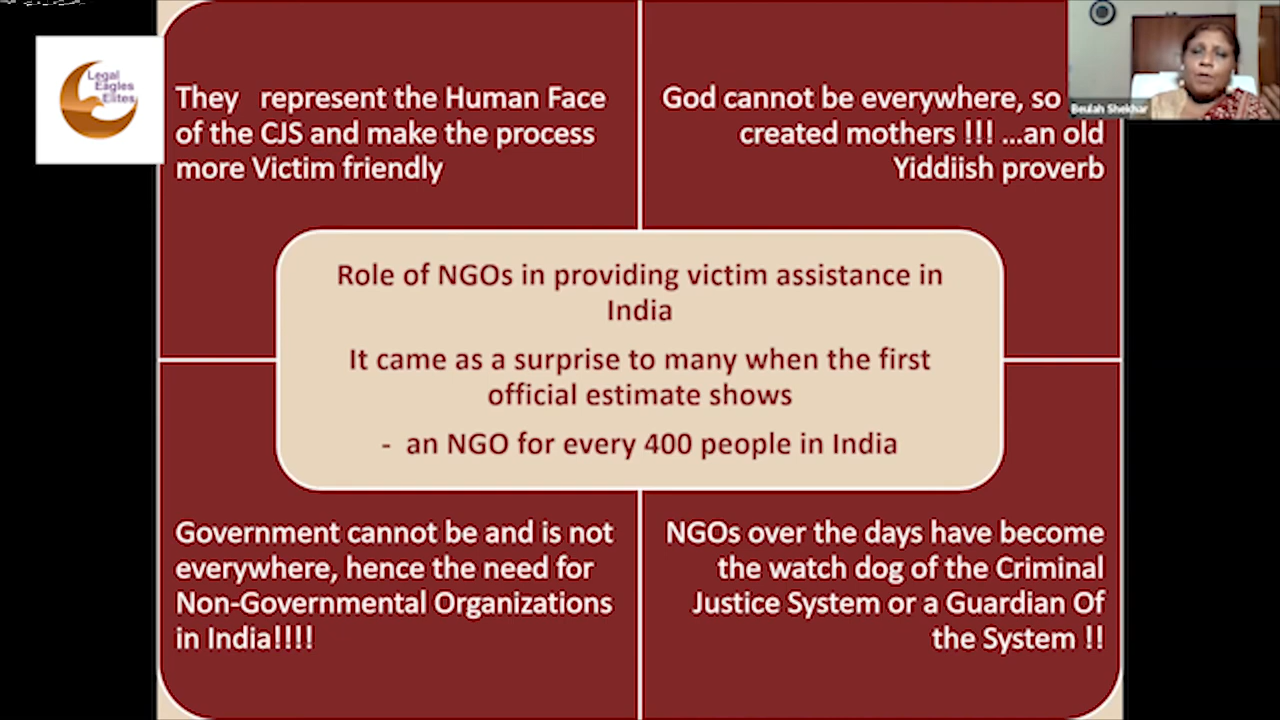 Legal
Eagles
Elites
They represent the Human Face
of the CJS and make the process
more Victim friendly
God cannot be everywhere, so
created mothers !!! ...an old
Yiddiish proverb
Beulah Shekhar
Role of NGOs in providing victim assistance in
India
It came as a surprise to many when the first
official estimate shows
- an NGO for every 400 people in India
Government cannot be and is not
everywhere, hence the need for
Non-Governmental Organizations
in India!!!!
NGOs over the days have become
the watch dog of the Criminal
Justice System or a Guardian Of
the System !!